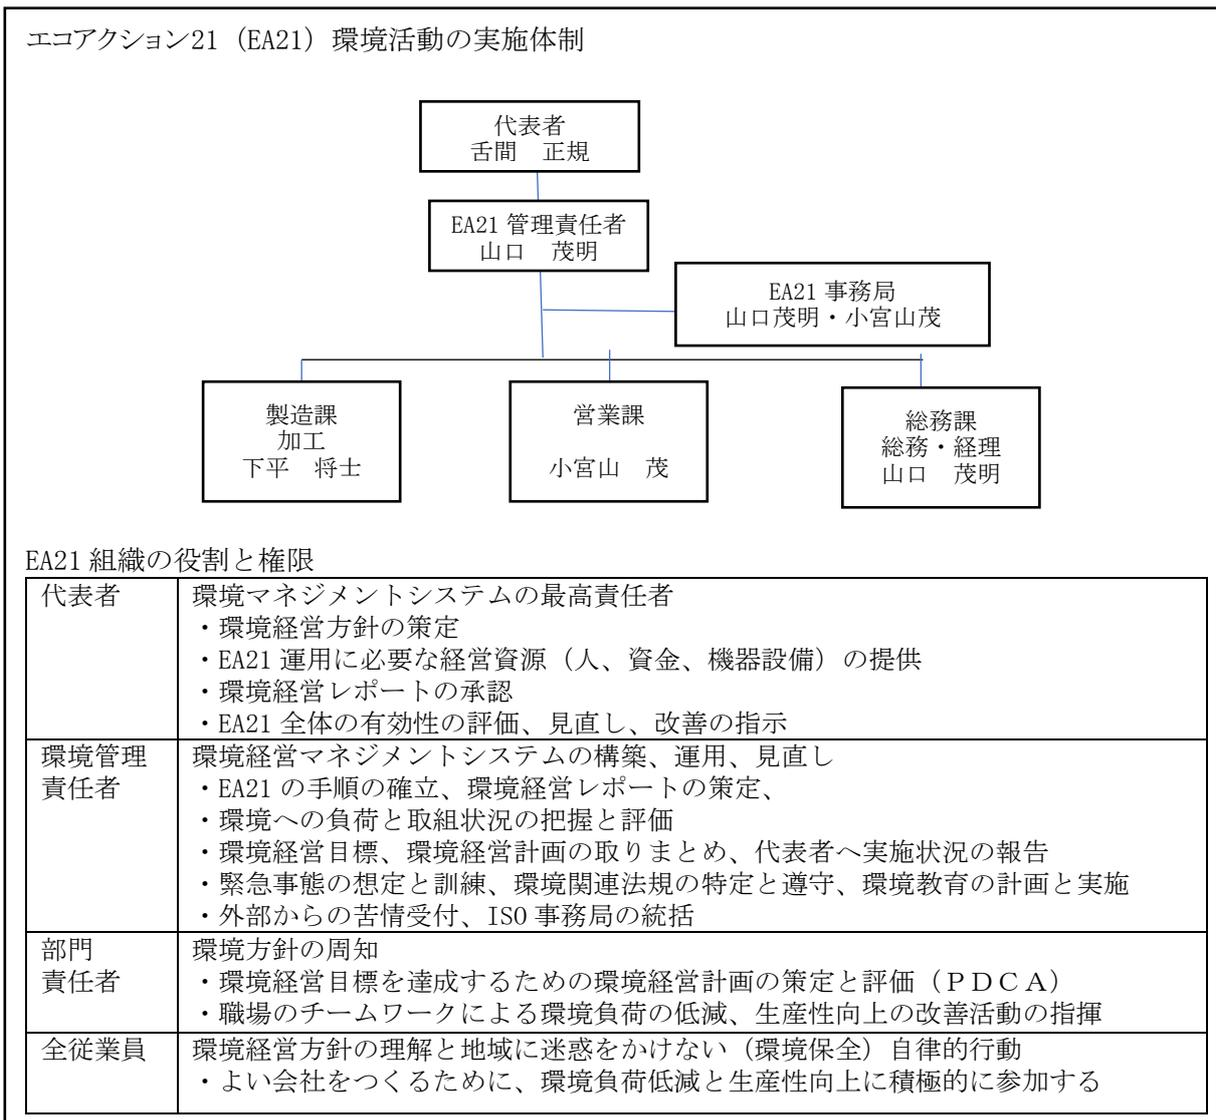 エコアクション21（EA21）環境活動の実施体制
代表者
舌間　正規
EA21 管理責任者
山口　茂明
EA21 事務局
山口茂明・小宮山茂
製造課
加工
下平　将士
営業課
小宮山　茂
総務課
総務・経理
山口　茂明
EA21 組織の役割と権限
代表者
環境マネジメントシステムの最高責任者
・環境経営方針の策定
・EA21 運用に必要な経営資源（人、資金、機器設備）の提供
・環境経営レポートの承認
・EA21 全体の有効性の評価、見直し、改善の指示
環境管理
責任者
環境経営マネジメントシステムの構築、運用、見直し
・EA21 の手順の確立、環境経営レポートの策定、
・環境への負荷と取組状況の把握と評価
・環境経営目標、環境経営計画の取りまとめ、代表者へ実施状況の報告
・緊急事態の想定と訓練、環境関連法規の特定と遵守、環境教育の計画と実施
・外部からの苦情受付、ISO 事務局の統括
部門
責任者
環境方針の周知
・環境経営目標を達成するための環境経営計画の策定と評価（ＰＤＣＡ）
・職場のチームワークによる環境負荷の低減、生産性向上の改善活動の指揮
全従業員
環境経営方針の理解と地域に迷惑をかけない（環境保全）自律的行動
・よい会社をつくるために、環境負荷低減と生産性向上に積極的に参加する